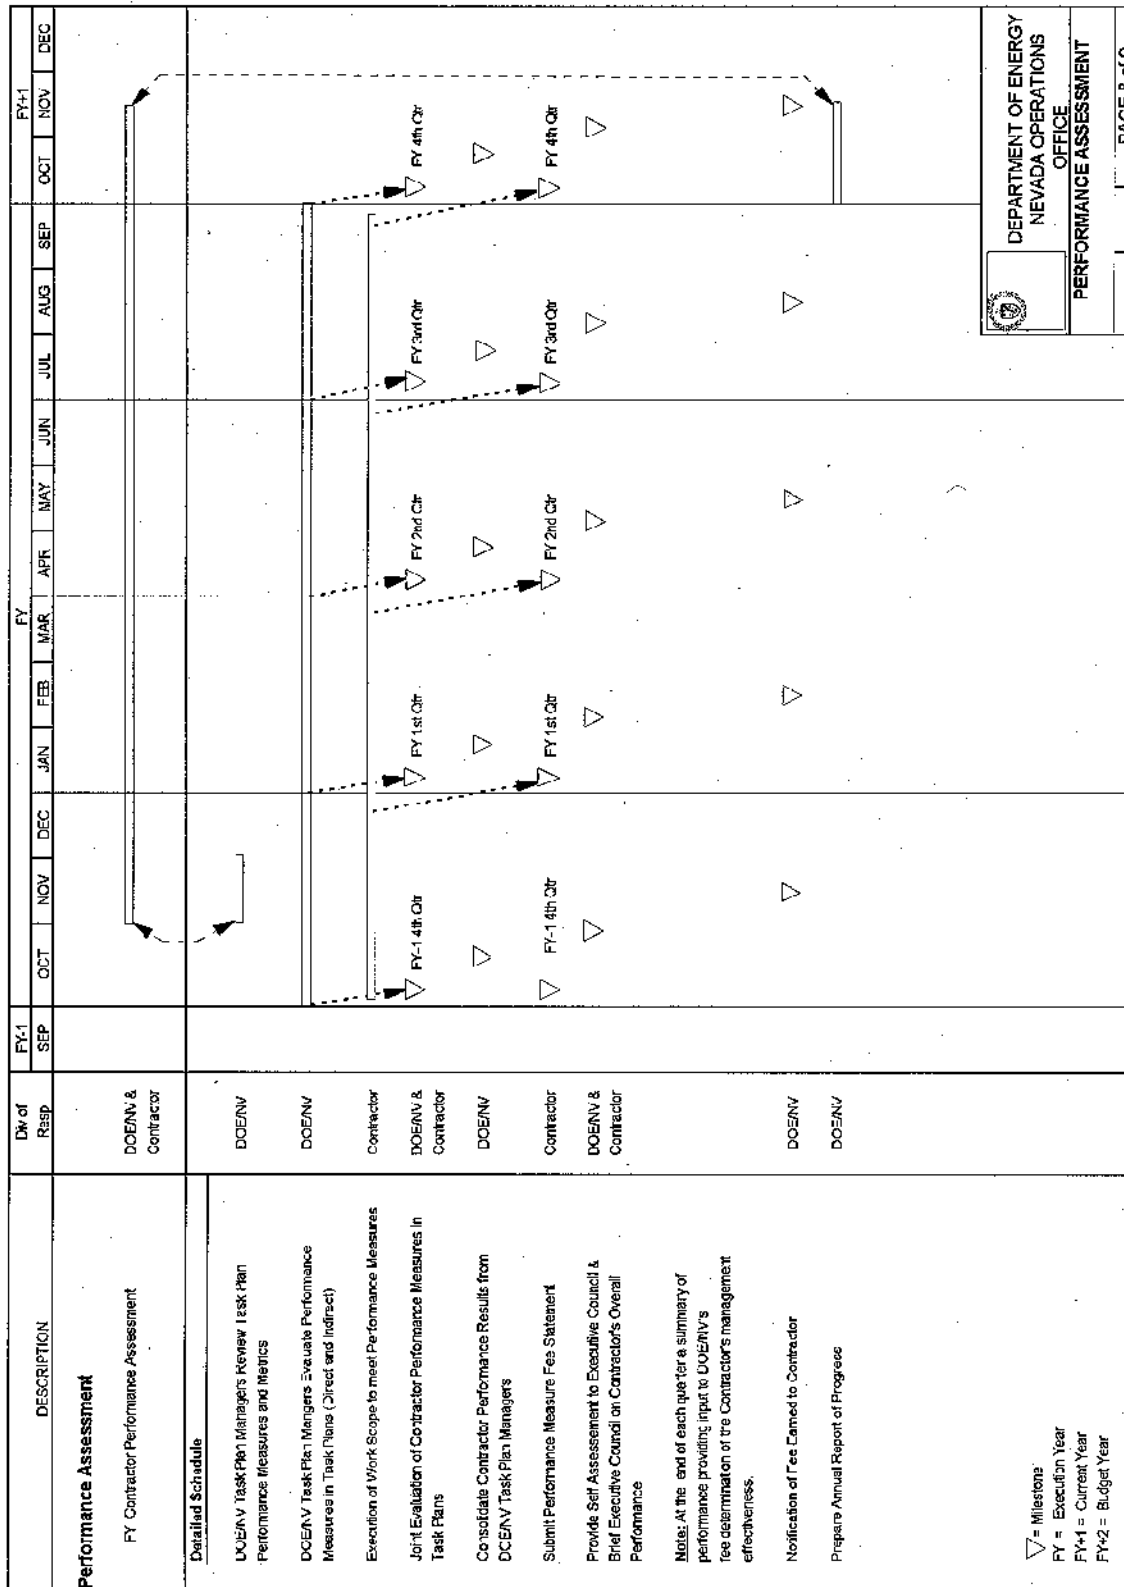 DESCRIPTION
Div of
Resp
FY-1
FY
FY+1
SEP
OCT
NOV
DEC
JAN
FEB
MAR
APR
MAY
JUN
JUL
AUG
SEP
OCT
NOV
DEC
Performance Assessment
FY Contractor Performance Assessment
DOE/NV &
Contractor
Detailed Schedule
DOE/NV Task Plan Managers Review Task Plan
Performance Measures and Metrics
DOE/NV
DOE/NV Task Plan Mangers Evaluate Performance
Measures in Task Plans (Direct and Indirect)
DOE/NV
Execution of Work Scope to meet Performance Measures
Contractor
Joint Evaluation of Contractor Performance Measures in
Task Plans
DOE/NV &
Contractor
FY-1 4th Qtr
FY 1st Qtr
FY 2nd Qtr
FY 3rd Qtr
FY 4th Qtr
Consolidate Contractor Performance Results from
DOE/NV Task Plan Managers
DOE/NV
Submit Performance Measure Fee Statement
Contractor
FY-1 4th Qtr
FY 1st Qtr
FY 2nd Qtr
FY 3rd Qtr
FY 4th Qtr
Provide Self Assessment to Executive Council &
Brief Executive Council on Contractor's Overall
Performance
DOE/NV &
Contractor
Note: At the end of each quarter a summary of
performance providing input to DOE/NV's
fee determination of the Contractor's management
effectiveness.
Notification of Fee Earned to Contractor
DOE/NV
Prepare Annual Report of Progress
DOE/NV
= Milestone
FY = Execution Year
FY+1 = Current Year
FY+2 = Budget Year
DEPARTMENT OF ENERGY
NEVADA OPERATIONS
OFFICE
PERFORMANCE ASSESSMENT
PAGE 8 of 9